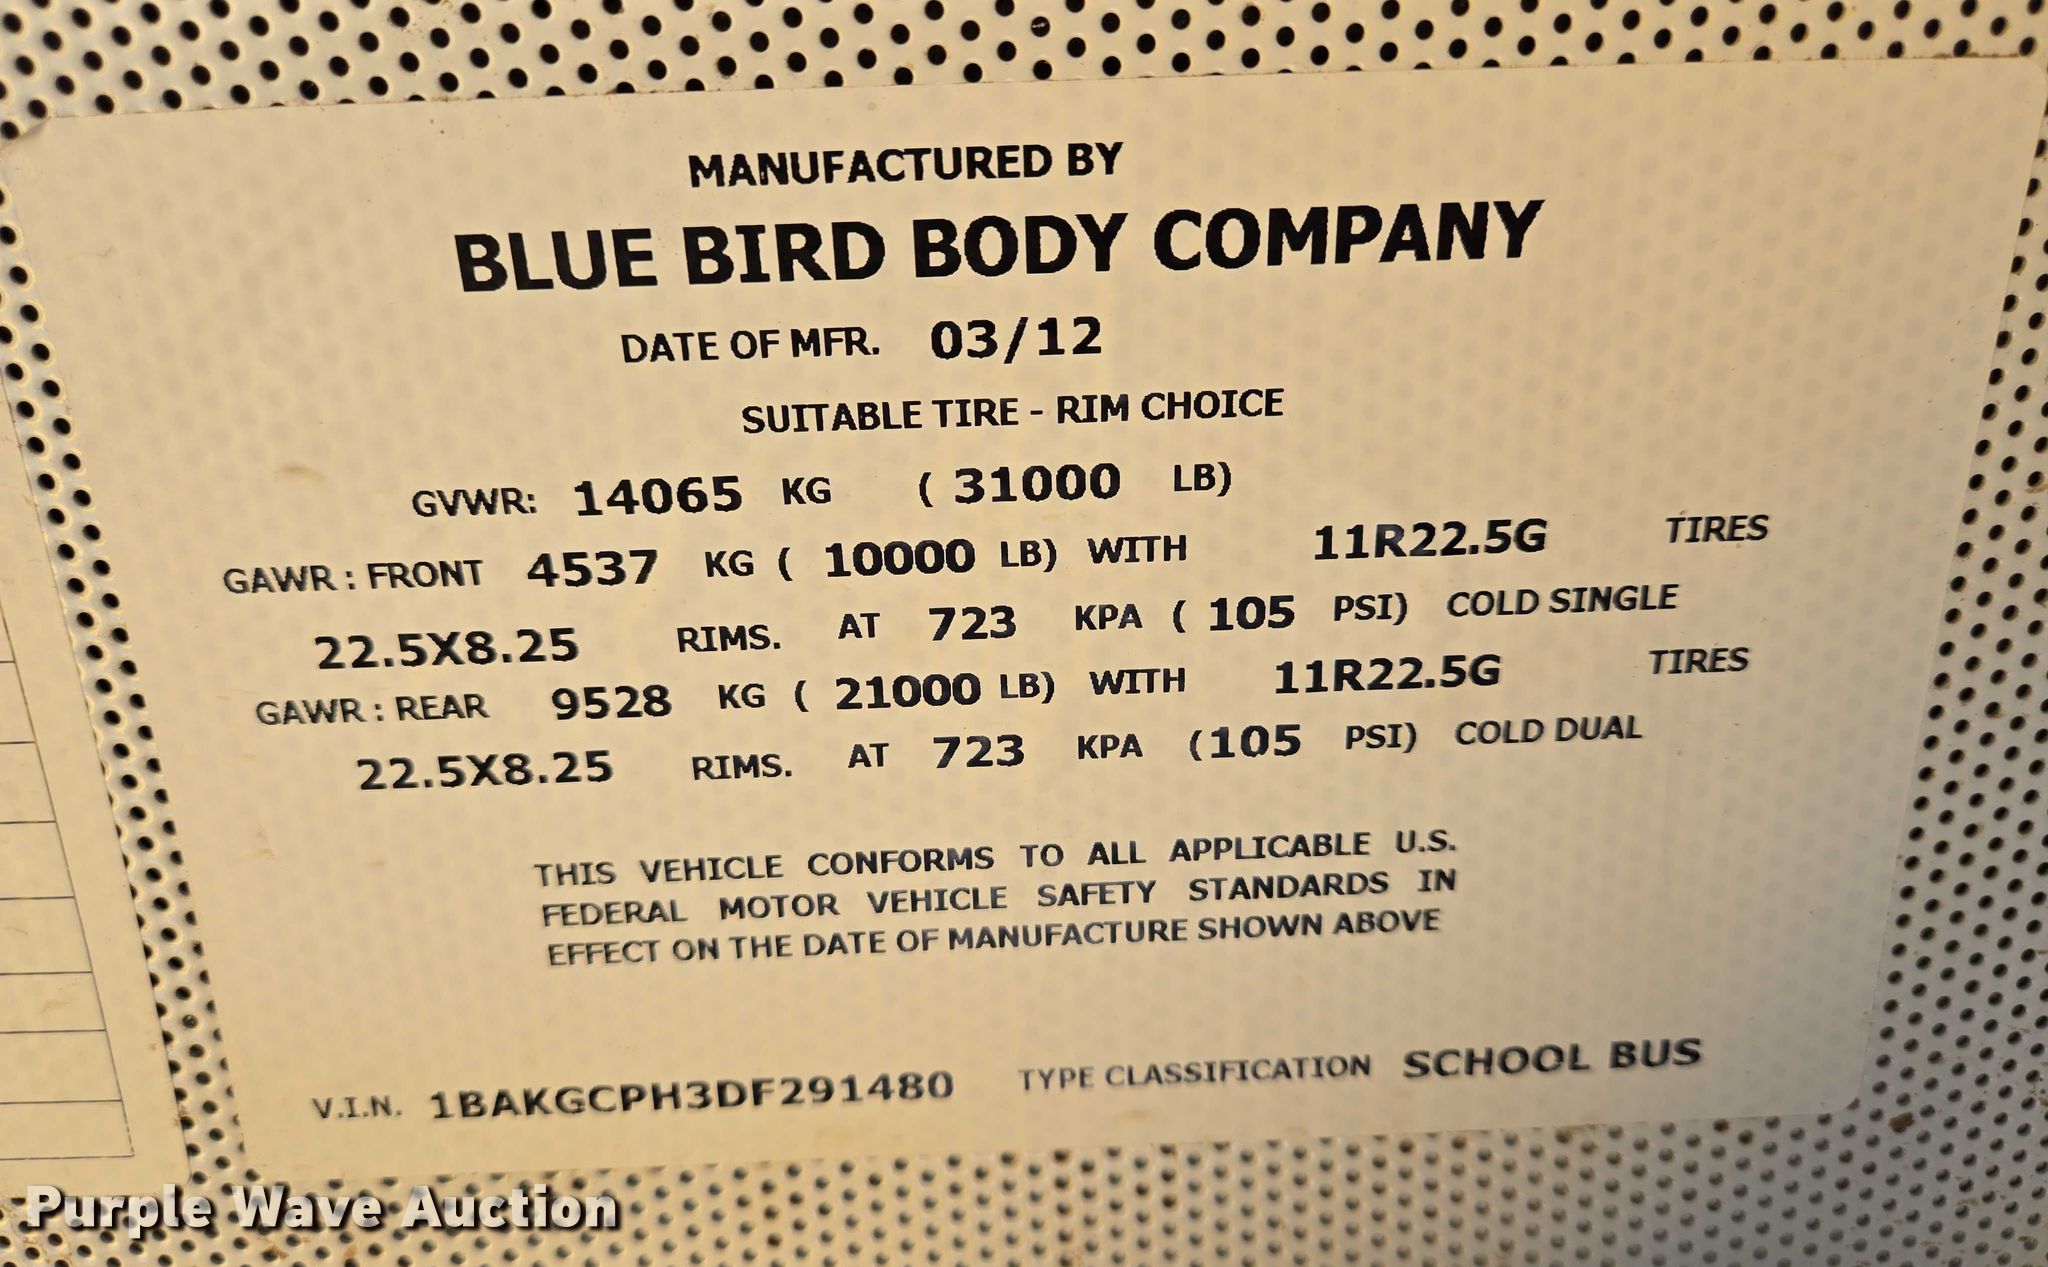 MANUFACTURED BY
BLUE BIRD BODY COMPANY
DATE OF MFR. 03/12
SUITABLE TIRE - RIM CHOICE
GVWR: 14065 KG ( 31000 LB)
GAWR : FRONT 4537 KG ( 10000 LB) WITH 11R22.5G TIRES
22.5X8.25 RIMS. AT 723 KPA ( 105 PSI) COLD SINGLE
GAWR : REAR 9528 KG ( 21000 LB) WITH 11R22.5G TIRES
22.5X8.25 RIMS. AT 723 KPA (105 PSI) COLD DUAL
THIS VEHICLE CONFORMS TO ALL APPLICABLE U.S.
FEDERAL MOTOR VEHICLE SAFETY STANDARDS IN
EFFECT ON THE DATE OF MANUFACTURE SHOWN ABOVE
V.I.N. 1BAKGCPH3DF291480 TYPE CLASSIFICATION SCHOOL BUS
Purple Wave Auction